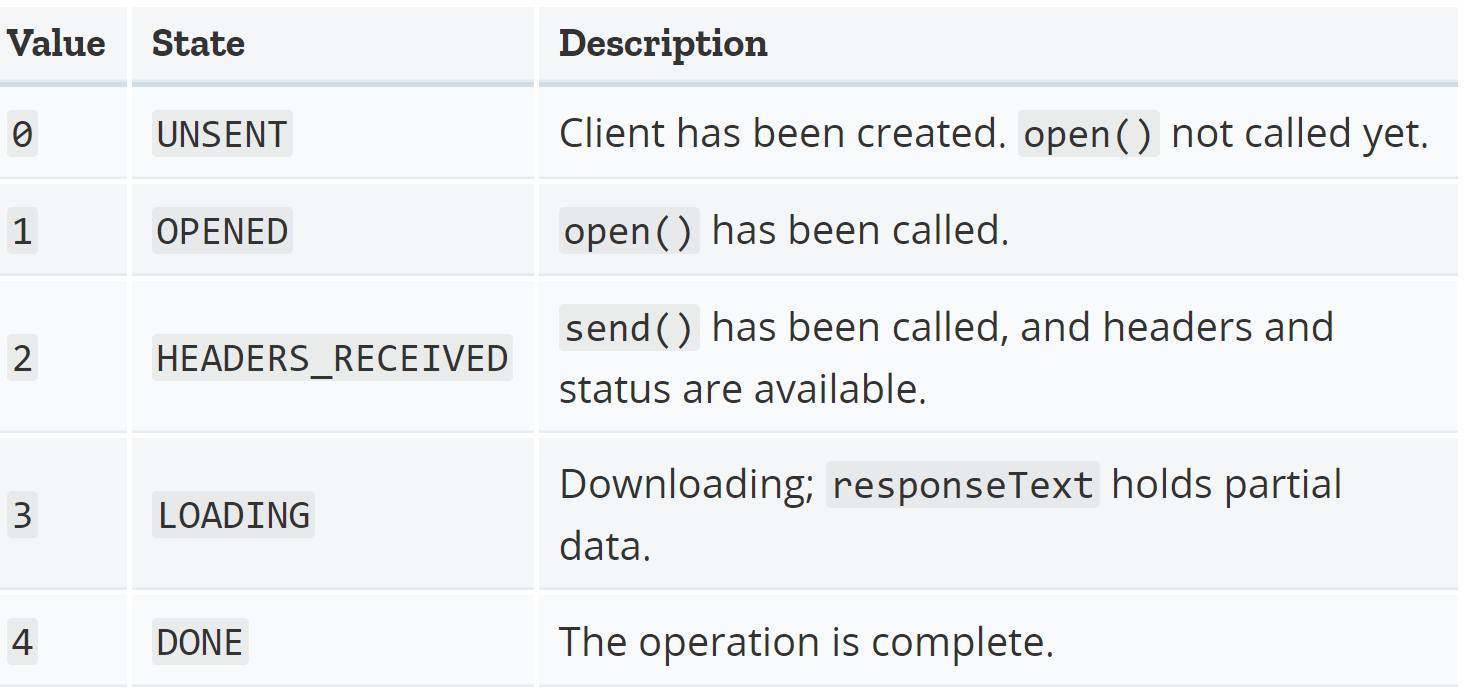 Value State Description
0 UNSENT Client has been created. open() not called yet.
1 OPENED open() has been called.
2 HEADERS_RECEIVED send() has been called, and headers and
status are available.
3 LOADING Downloading; responseText holds partial
data.
4 DONE The operation is complete.